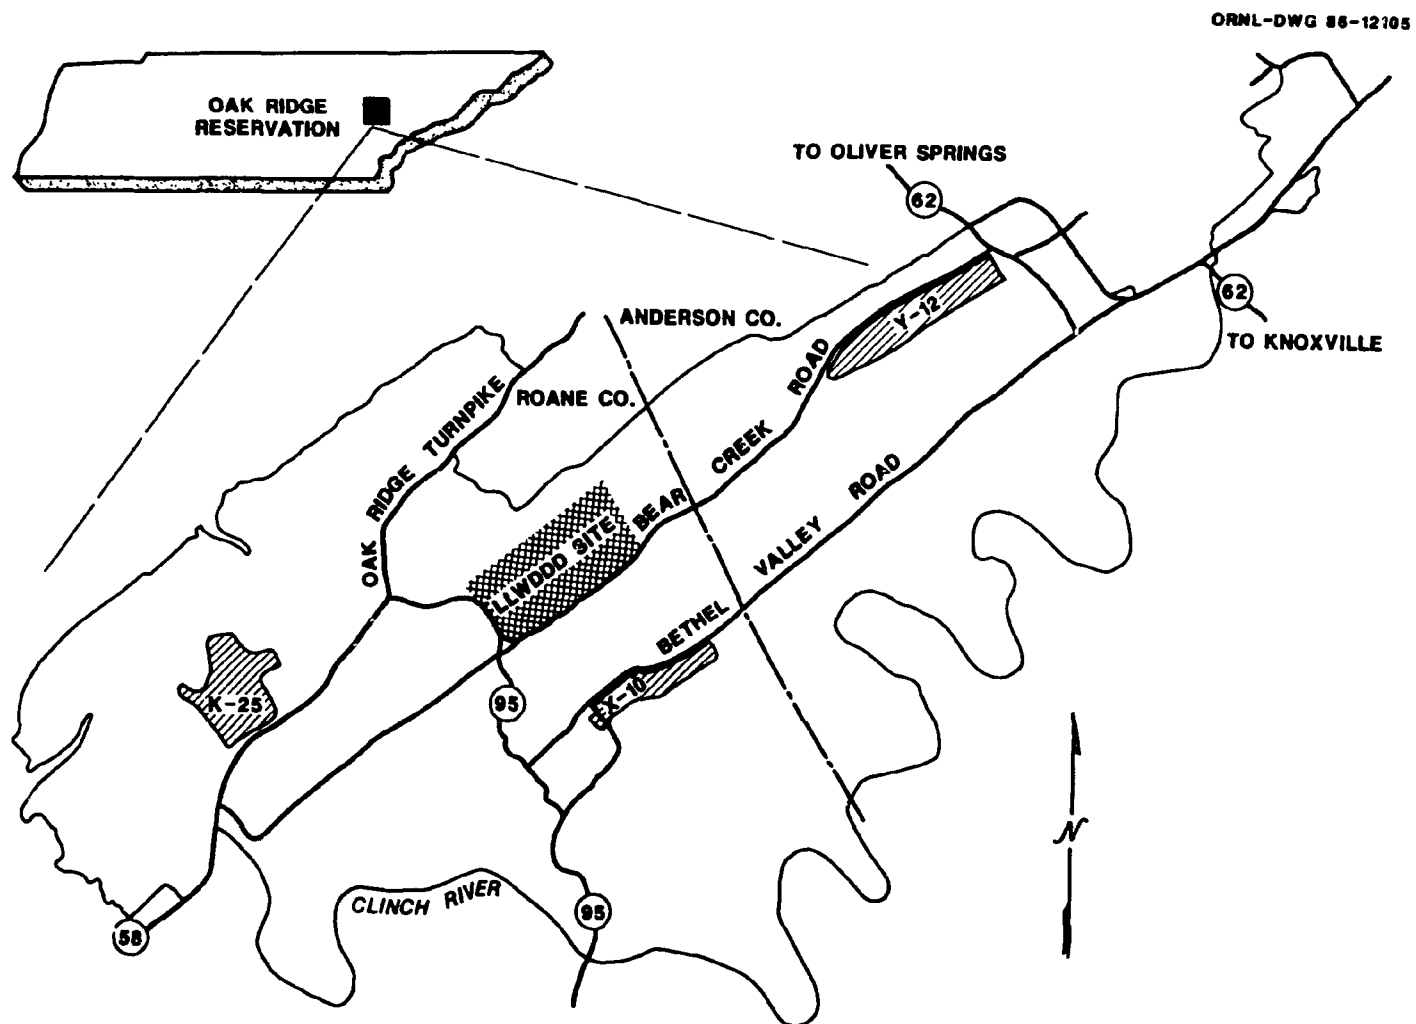 ORNL-DWG 86-12105
OAK RIDGE
RESERVATION
TO OLIVER SPRINGS
62
62
TO KNOXVILLE
ANDERSON CO.
ROANE CO.
Y-12
OAK RIDGE TURNPIKE
BEAR CREEK ROAD
ELLWDDD SITE
BETHEL VALLEY ROAD
K-25
X-10
95
N
CLINCH RIVER
95
58